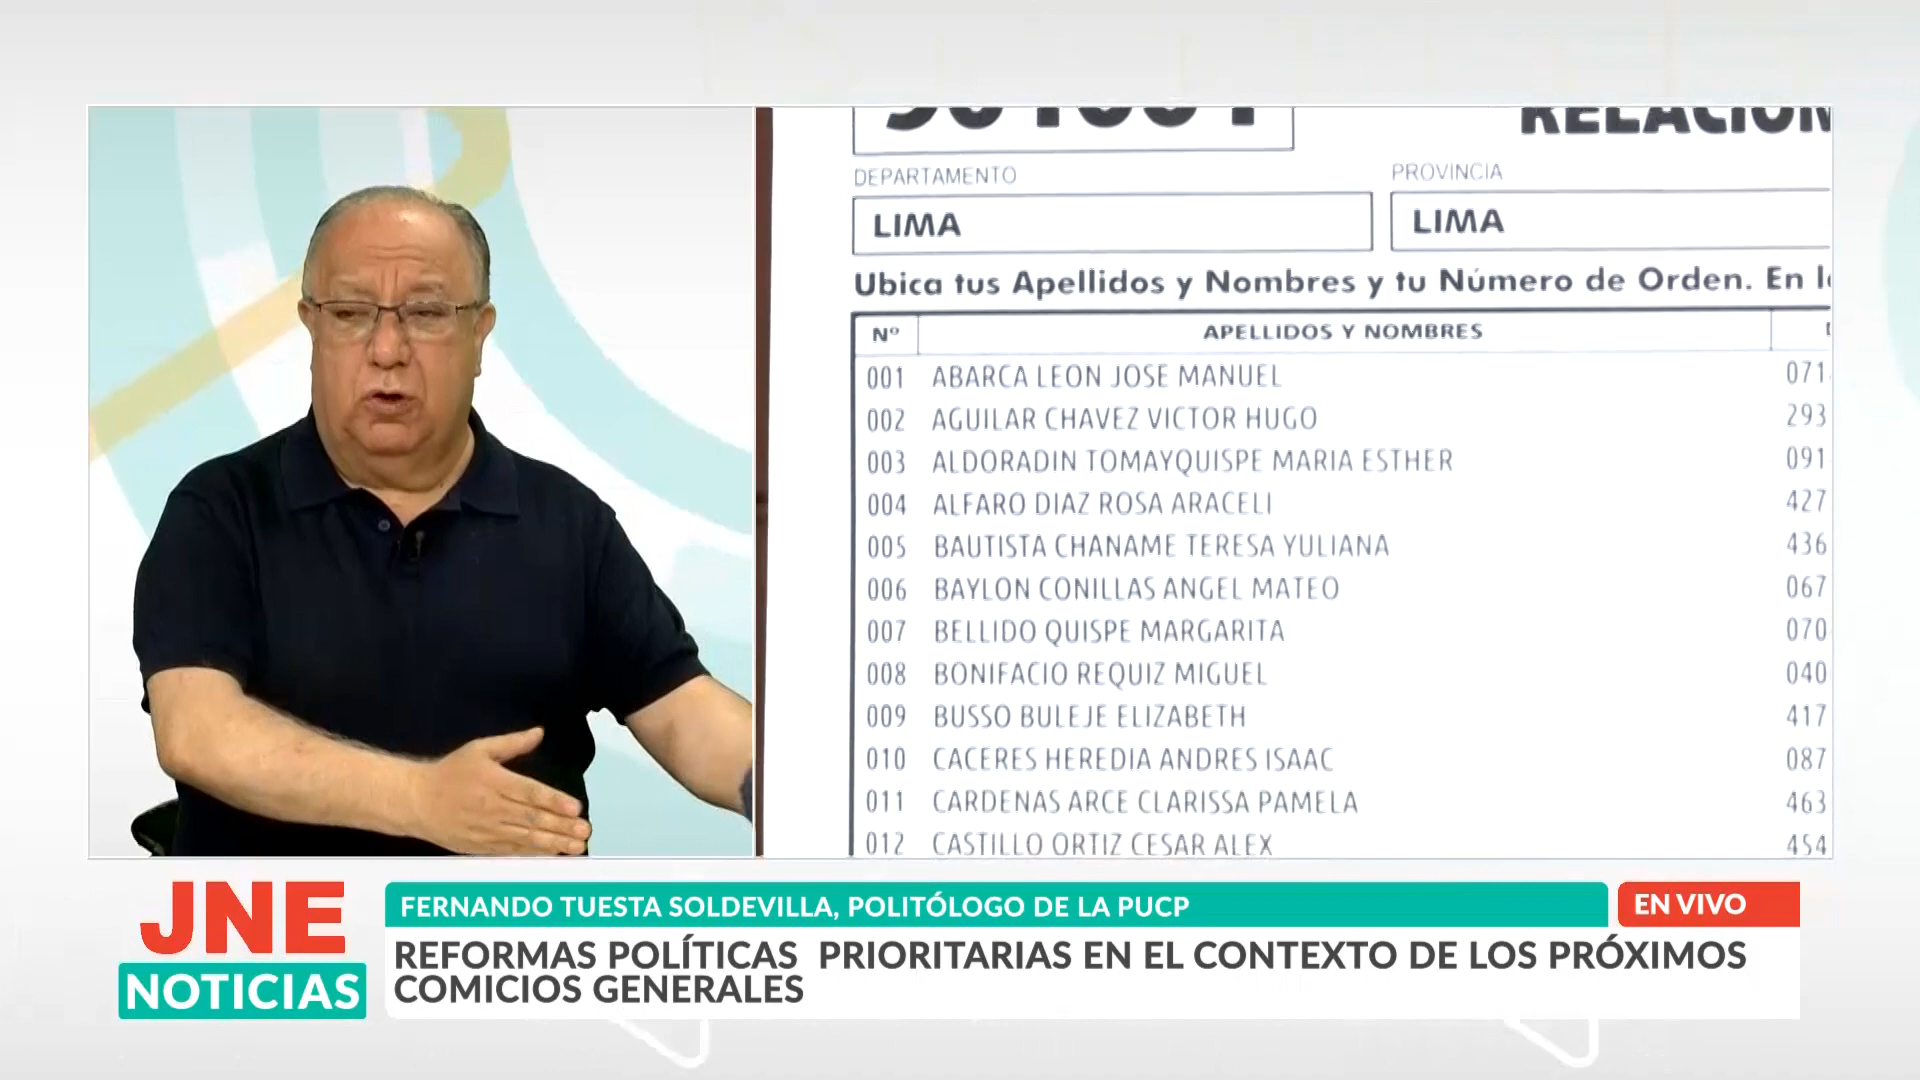 RELACION
DEPARTAMENTO
PROVINCIA
LIMA
LIMA
Ubica tus Apellidos y Nombres y tu Número de Orden. En
Nº APELLIDOS Y NOMBRES
001 ABARCA LEON JOSE MANUEL 071
002 AGUILAR CHAVEZ VICTOR HUGO 293
003 ALDORADIN TOMAYQUISPE MARIA ESTHER 091
004 ALFARO DIAZ ROSA ARACELI 427
005 BAUTISTA CHANAME TERESA YULIANA 436
006 BAYLON CONILLAS ANGEL MATEO 067
007 BELLIDO QUISPE MARGARITA 070
008 BONIFACIO REQUIZ MIGUEL 040
009 BUSSO BULEJE ELIZABETH 417
010 CACERES HEREDIA ANDRES ISAAC 087
011 CARDENAS ARCE CLARISSA PAMELA 463
012 CASTILLO ORTIZ CESAR ALEX 454
JNE
NOTICIAS
FERNANDO TUESTA SOLDEVILLA, POLITÓLOGO DE LA PUCP
EN VIVO
REFORMAS POLÍTICAS PRIORITARIAS EN EL CONTEXTO DE LOS PRÓXIMOS
COMICIOS GENERALES